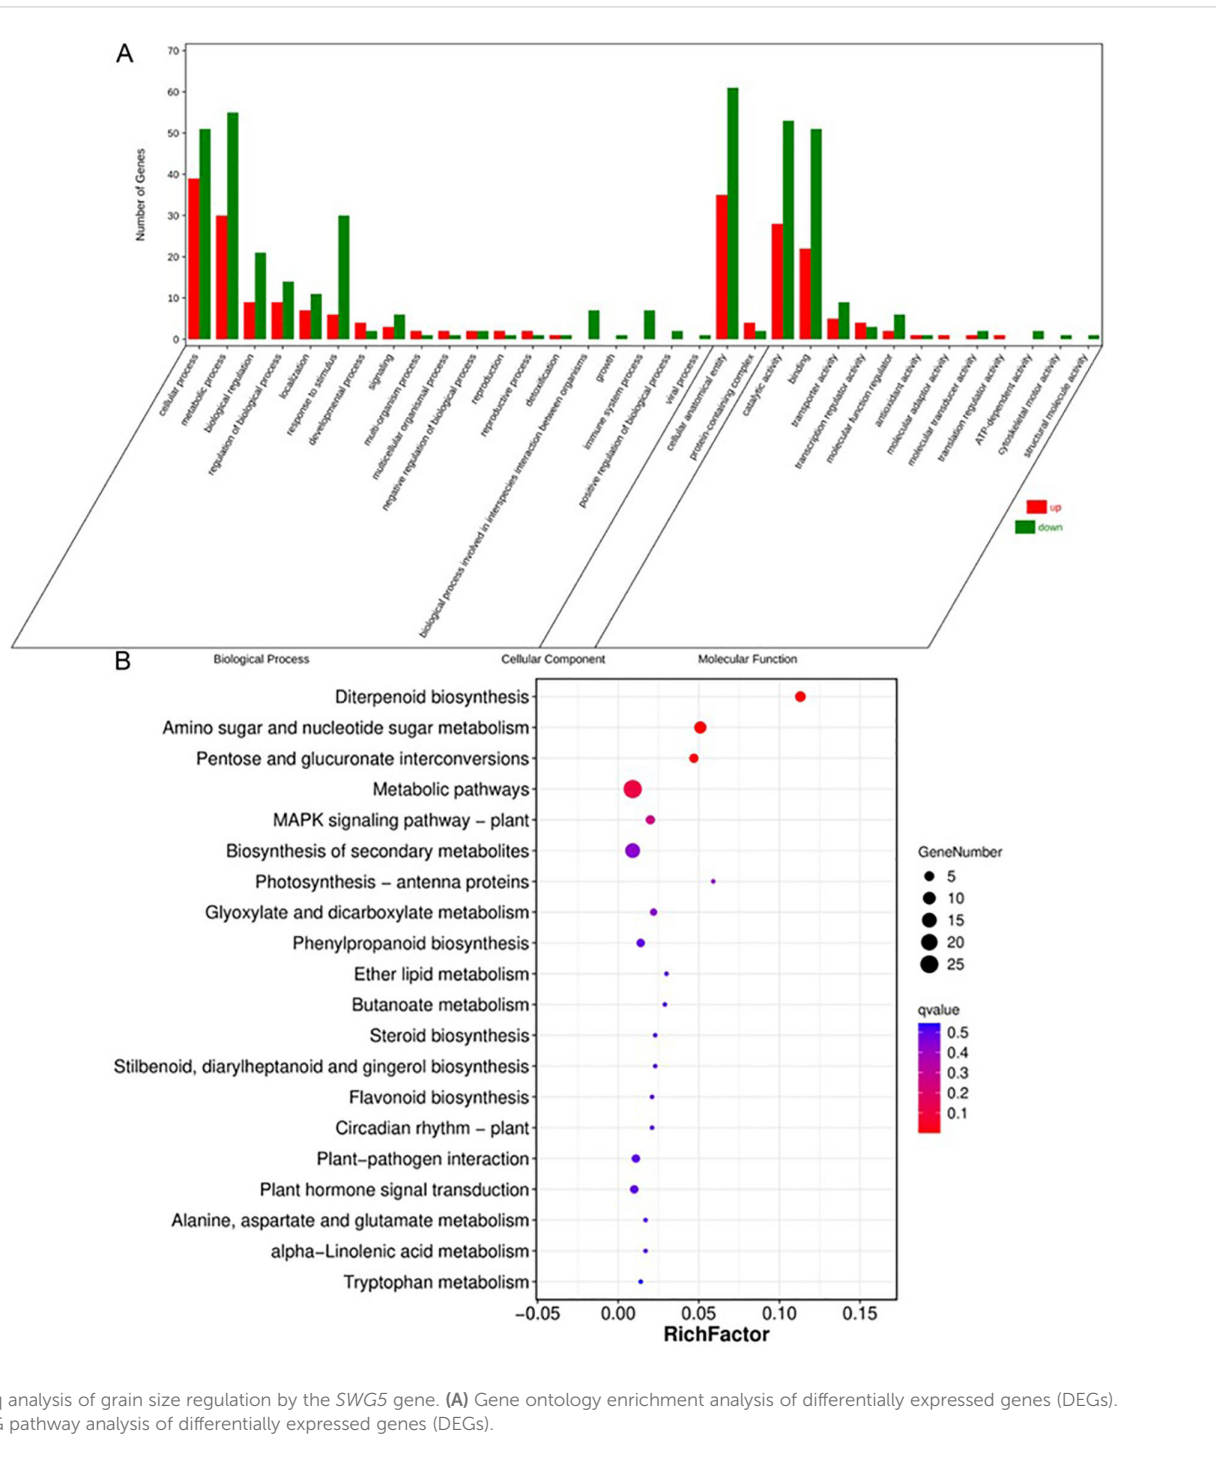 A
70
60
50
40
30
20
10
0
Number of Genes
cellular process
metabolic process
biological regulation
regulation of biological process
localization
response to stimulus
developmental process
signaling
multi-organism process
multicellular organismal process
negative regulation of biological process
reproduction
reproductive process
detoxification
biological process involved in interspecies interaction between organisms
growth
immune system process
positive regulation of biological process
viral process
cellular anatomical entity
protein-containing complex
catalytic activity
binding
transporter activity
transcription regulator activity
molecular function regulator
antioxidant activity
molecular adaptor activity
molecular transducer activity
translation regulator activity
ATP-dependent activity
cytoskeletal motor activity
structural molecule activity
up
down
Biological Process Cellular Component Molecular Function
B
Diterpenoid biosynthesis
Amino sugar and nucleotide sugar metabolism
Pentose and glucuronate interconversions
Metabolic pathways
MAPK signaling pathway − plant
Biosynthesis of secondary metabolites
Photosynthesis − antenna proteins
Glyoxylate and dicarboxylate metabolism
Phenylpropanoid biosynthesis
Ether lipid metabolism
Butanoate metabolism
Steroid biosynthesis
Stilbenoid, diarylheptanoid and gingerol biosynthesis
Flavonoid biosynthesis
Circadian rhythm − plant
Plant−pathogen interaction
Plant hormone signal transduction
Alanine, aspartate and glutamate metabolism
alpha−Linolenic acid metabolism
Tryptophan metabolism
−0.05 0.00 0.05 0.10 0.15
RichFactor
GeneNumber
5
10
15
20
25
qvalue
0.5
0.4
0.3
0.2
0.1
analysis of grain size regulation by the SWG5 gene. (A) Gene ontology enrichment analysis of differentially expressed genes (DEGs).
pathway analysis of differentially expressed genes (DEGs).